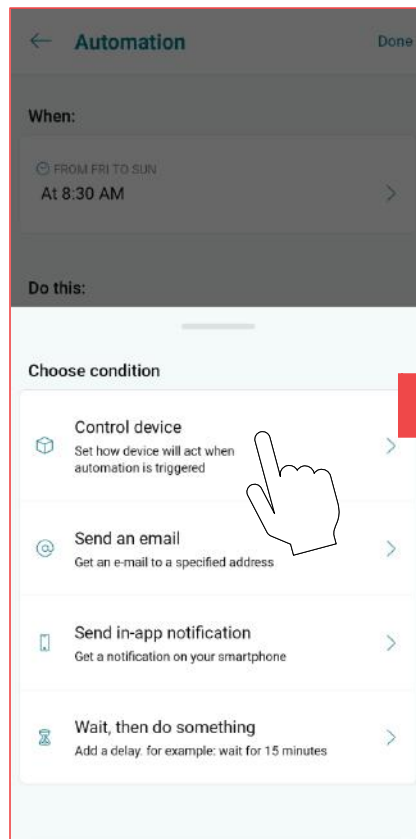 Automation
Done
When:
FROM FRI TO SUN
At 8:30 AM
Do this:
Choose condition
Control device
Set how device will act when
automation is triggered
Send an email
Get an e-mail to a specified address
Send in-app notification
Get a notification on your smartphone
Wait, then do something
Add a delay. for example: wait for 15 minutes